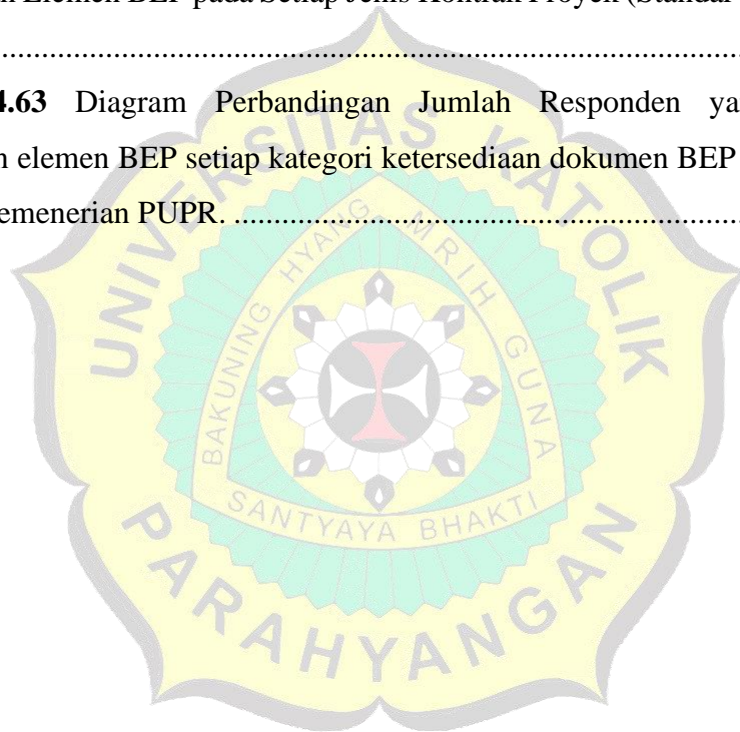 Elemen BEP pada Setiap Jenis Kontrak Proyek (Standar
........................................................................................................
4.63 Diagram Perbandingan Jumlah Responden ya
n elemen BEP setiap kategori ketersediaan dokumen BEP
emenerian PUPR. ........................................................................
UNIVERSITAS KATOLIK
BAKUNING HYANG MRIH GUNA
SANTYAYA BHAKTI
PARAHYANGAN